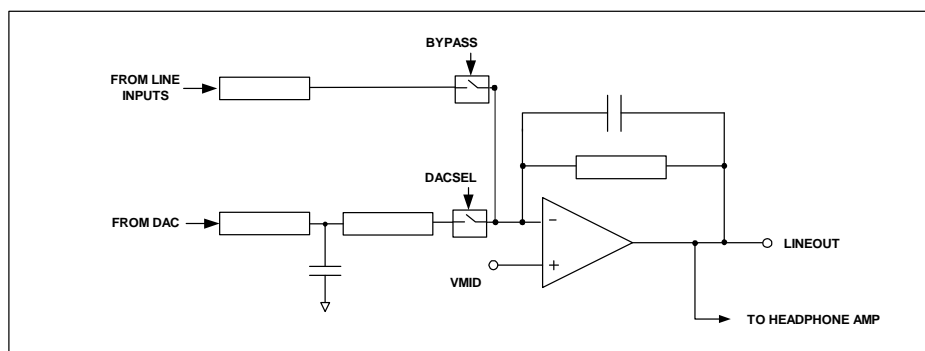 BYPASS
FROM LINE
INPUTS
DACSEL
FROM DAC
−
+
VMID
LINEOUT
TO HEADPHONE AMP